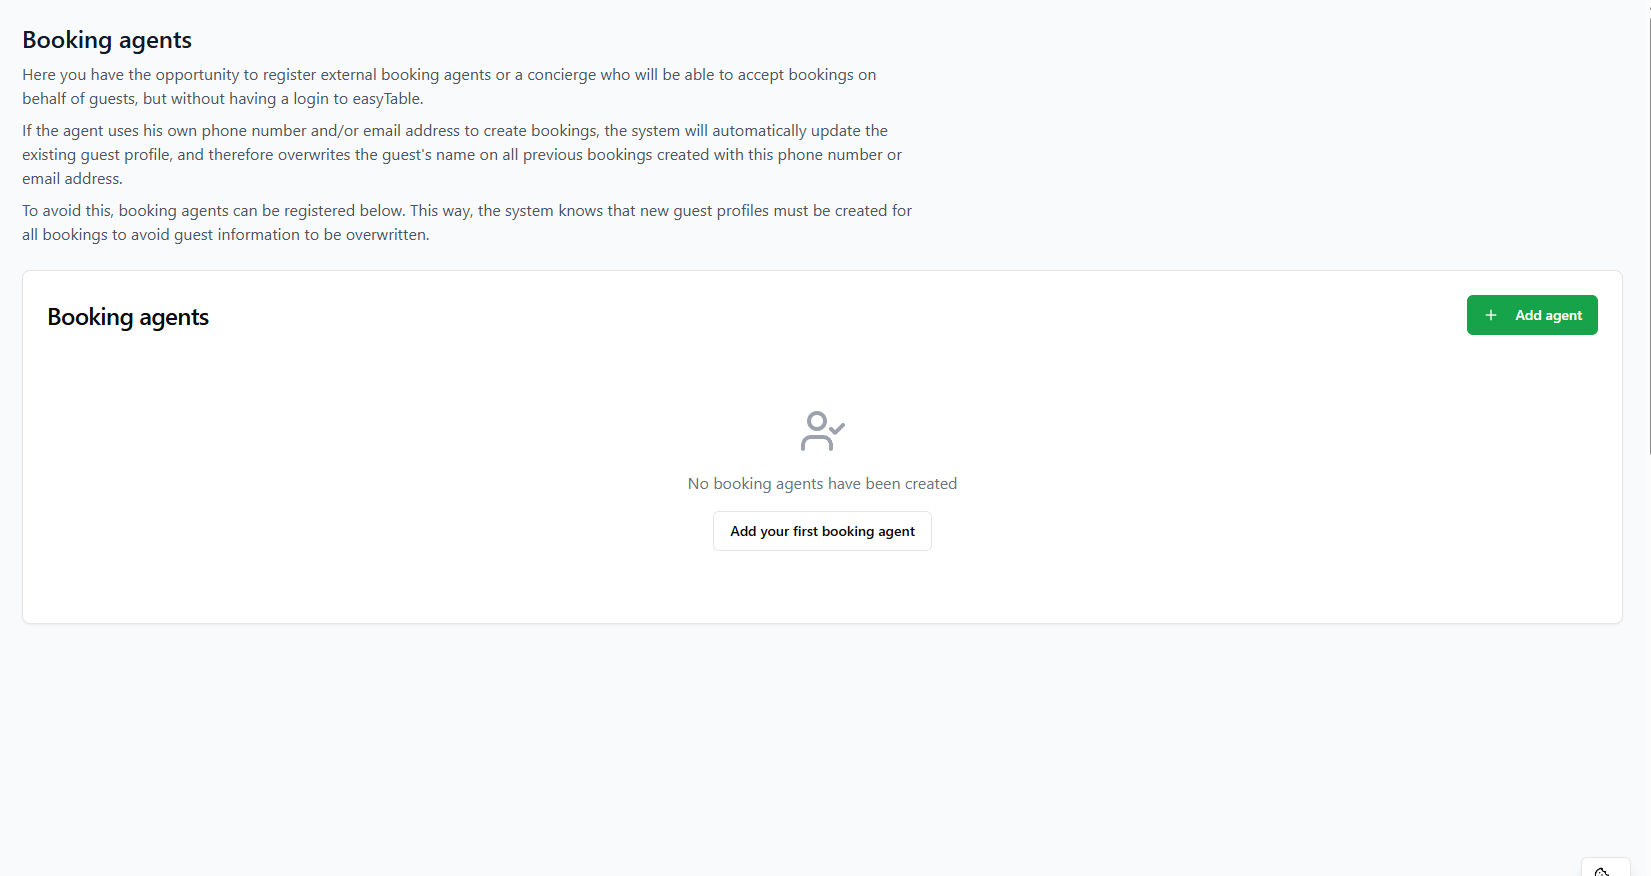 Booking agents
Here you have the opportunity to register external booking agents or a concierge who will be able to accept bookings on
behalf of guests, but without having a login to easyTable.
If the agent uses his own phone number and/or email address to create bookings, the system will automatically update the
existing guest profile, and therefore overwrites the guest's name on all previous bookings created with this phone number or
email address.
To avoid this, booking agents can be registered below. This way, the system knows that new guest profiles must be created for
all bookings to avoid guest information to be overwritten.
Booking agents
Add agent
No booking agents have been created
Add your first booking agent